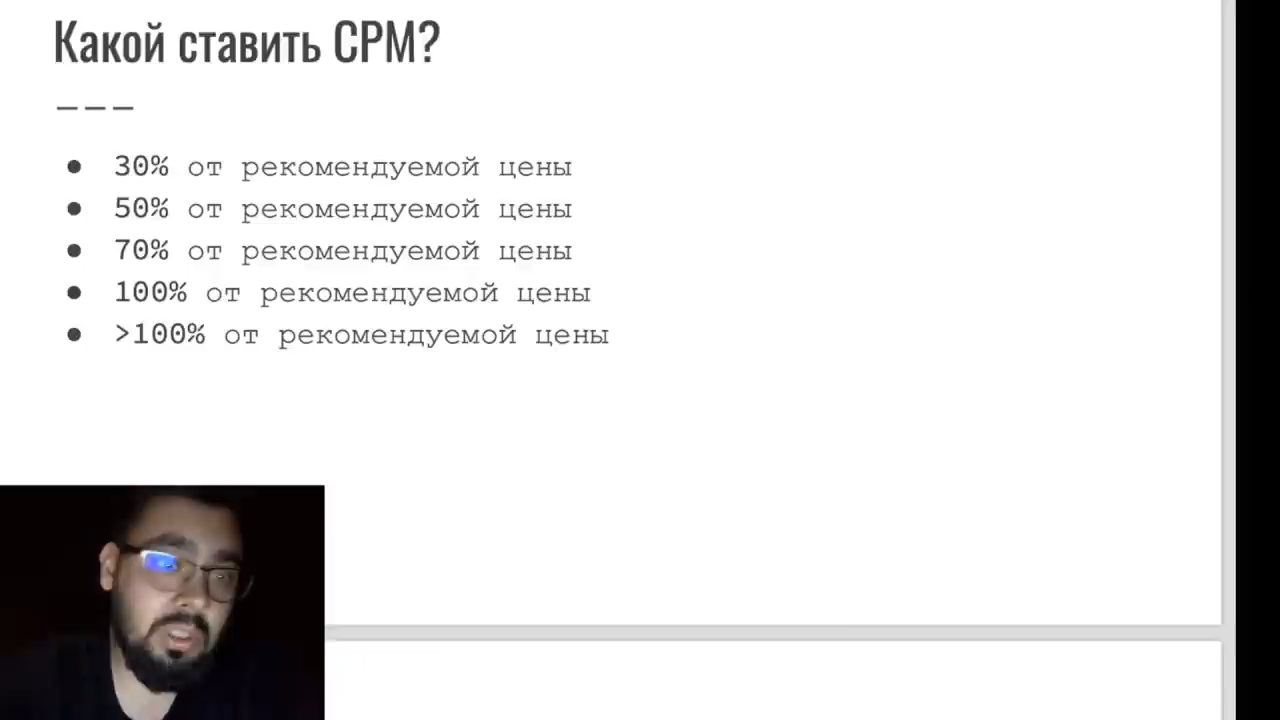 Какой ставить CPM?
● 30% от рекомендуемой цены
● 50% от рекомендуемой цены
● 70% от рекомендуемой цены
● 100% от рекомендуемой цены
● >100% от рекомендуемой цены